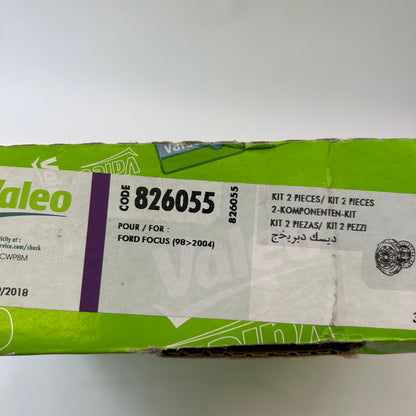 Valeo
CODE 826055
826055
POUR / FOR :
FORD FOCUS (98>2004)
KIT 2 PIECES/ KIT 2 PIECES
2-KOMPONENTEN-KIT
KIT 2 PIEZAS/ KIT 2 PEZZI
ديسك دبرياج
CWP8M
/2018